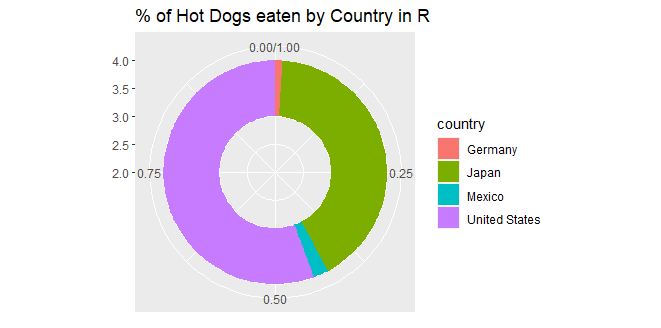 % of Hot Dogs eaten by Country in R
0.00/1.00
4.0
3.5
3.0
2.5
2.0
0.75
0.25
0.50
country
Germany
Japan
Mexico
United States